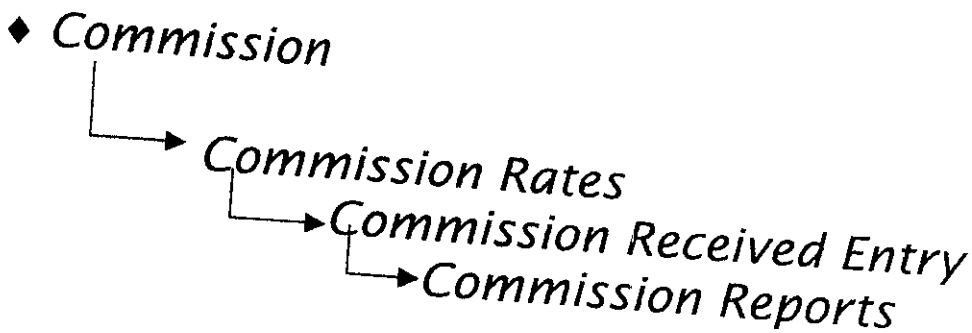 ♦ Commission
Commission Rates
Commission Received Entry
Commission Reports